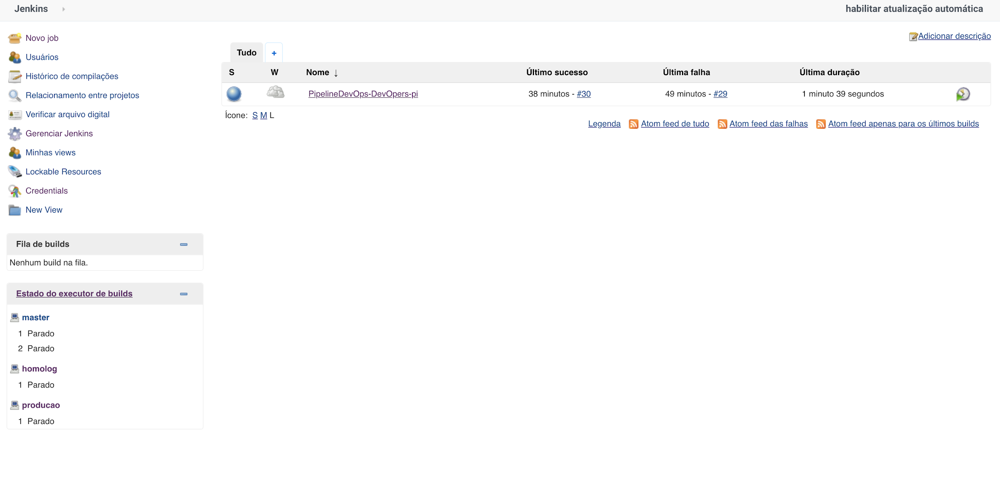 Jenkins
habilitar atualização automática
Novo job
Usuários
Histórico de compilações
Relacionamento entre projetos
Verificar arquivo digital
Gerenciar Jenkins
Minhas views
Lockable Resources
Credentials
New View
Fila de builds
Nenhum build na fila.
Estado do executor de builds
master
1 Parado
2 Parado
homolog
1 Parado
producao
1 Parado
Adicionar descrição
Tudo +
S W Nome ↓ Último sucesso Última falha Última duração
PipelineDevOps-DevOpers-pi 38 minutos - #30 49 minutos - #29 1 minuto 39 segundos
Ícone: S M L
Legenda Atom feed de tudo Atom feed das falhas Atom feed apenas para os últimos builds